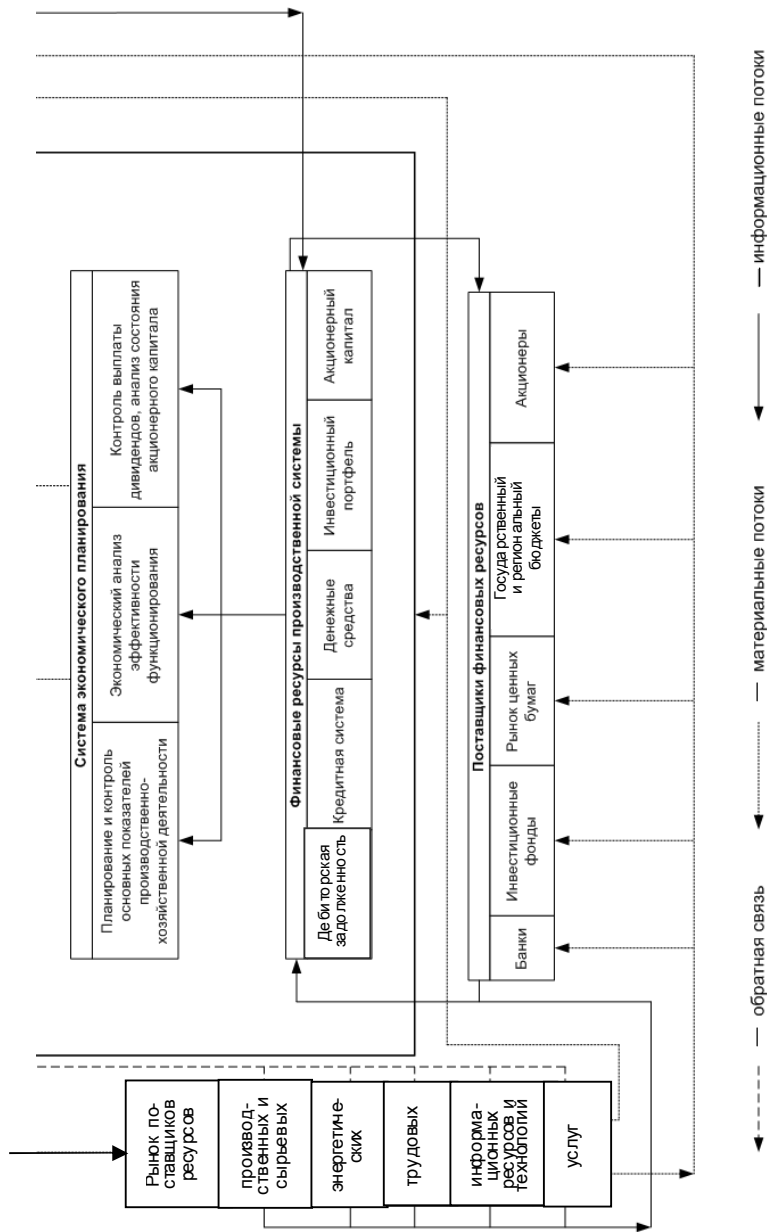 Система экономического планирования
Планирование и контроль
основных показателей
производственно-
хозяйственной деятельности
Экономический анализ
эффективности
функционирования
Контроль выплаты
дивидендов, анализ состояния
акционерного капитала
Финансовые ресурсы производственной системы
Дебиторская
задолженность
Кредитная система
Денежные
средства
Инвестиционный
портфель
Акционерный
капитал
Поставщики финансовых ресурсов
Банки
Инвестиционные
фонды
Рынок ценных
бумаг
Государственный
и региональный
бюджеты
Акционеры
Рынок по-
ставщиков
ресурсов
производ-
ственных и
сырьевых
энергетиче-
ских
трудовых
информа-
ционных
ресурсов и
технологий
услуг
— обратная связь
— материальные потоки
— информационные потоки